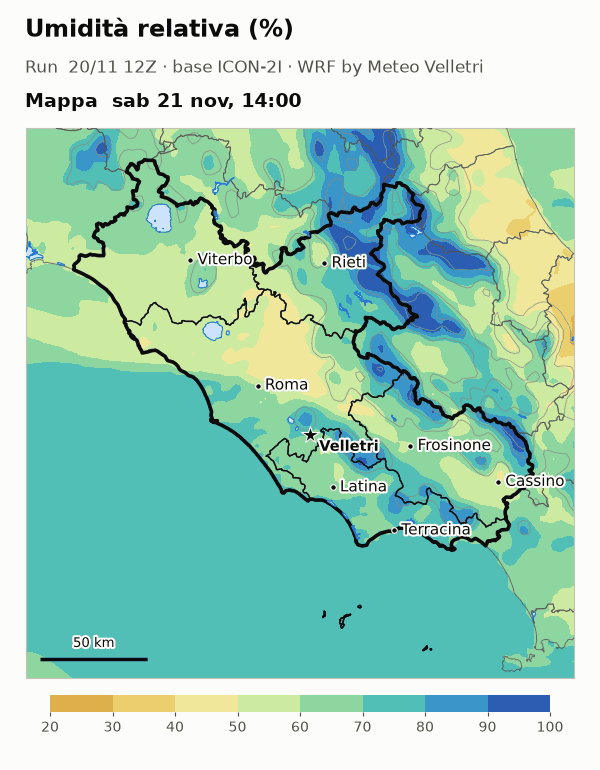 Umidità relativa (%)
Run  20/11 12Z · base ICON-2I · WRF by Meteo Velletri
Mappa  sab 21 nov, 14:00
Viterbo
Rieti
Roma
Velletri
Frosinone
Latina
Cassino
Terracina
50 km
20 30 40 50 60 70 80 90 100